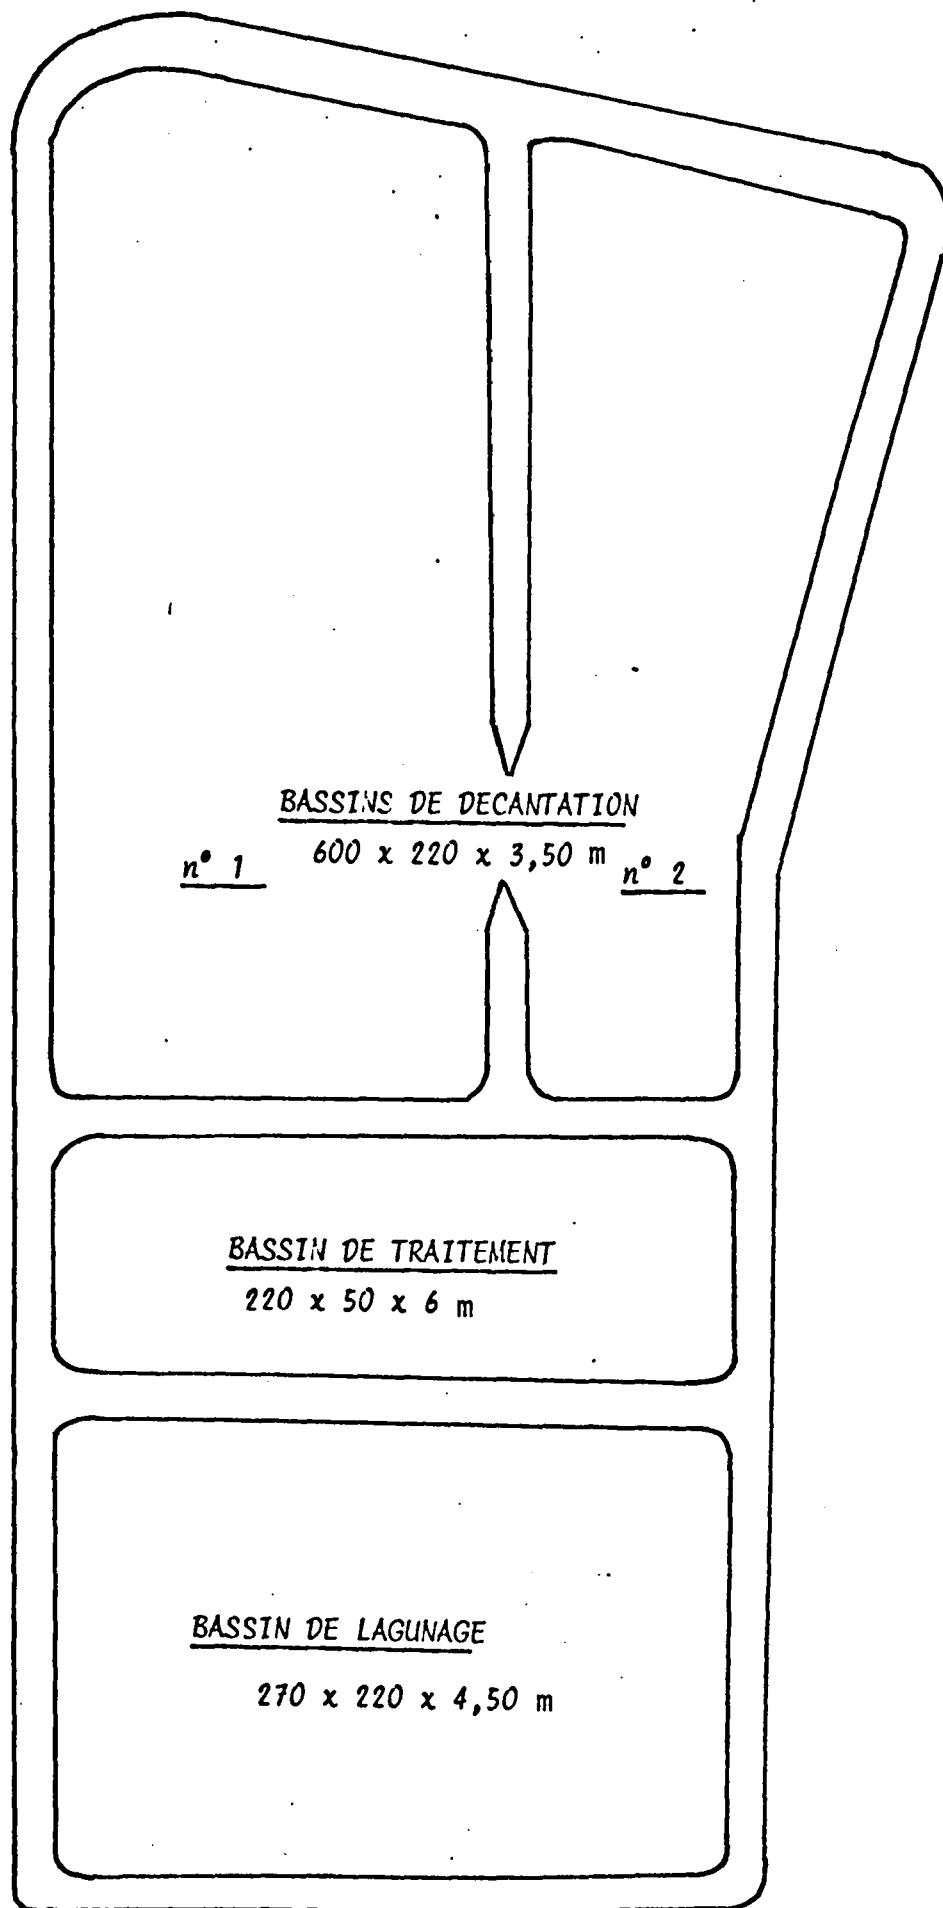 BASSINS DE DECANTATION
600 x 220 x 3,50 m
n° 1
n° 2
BASSIN DE TRAITEMENT
220 x 50 x 6 m
BASSIN DE LAGUNAGE
270 x 220 x 4,50 m